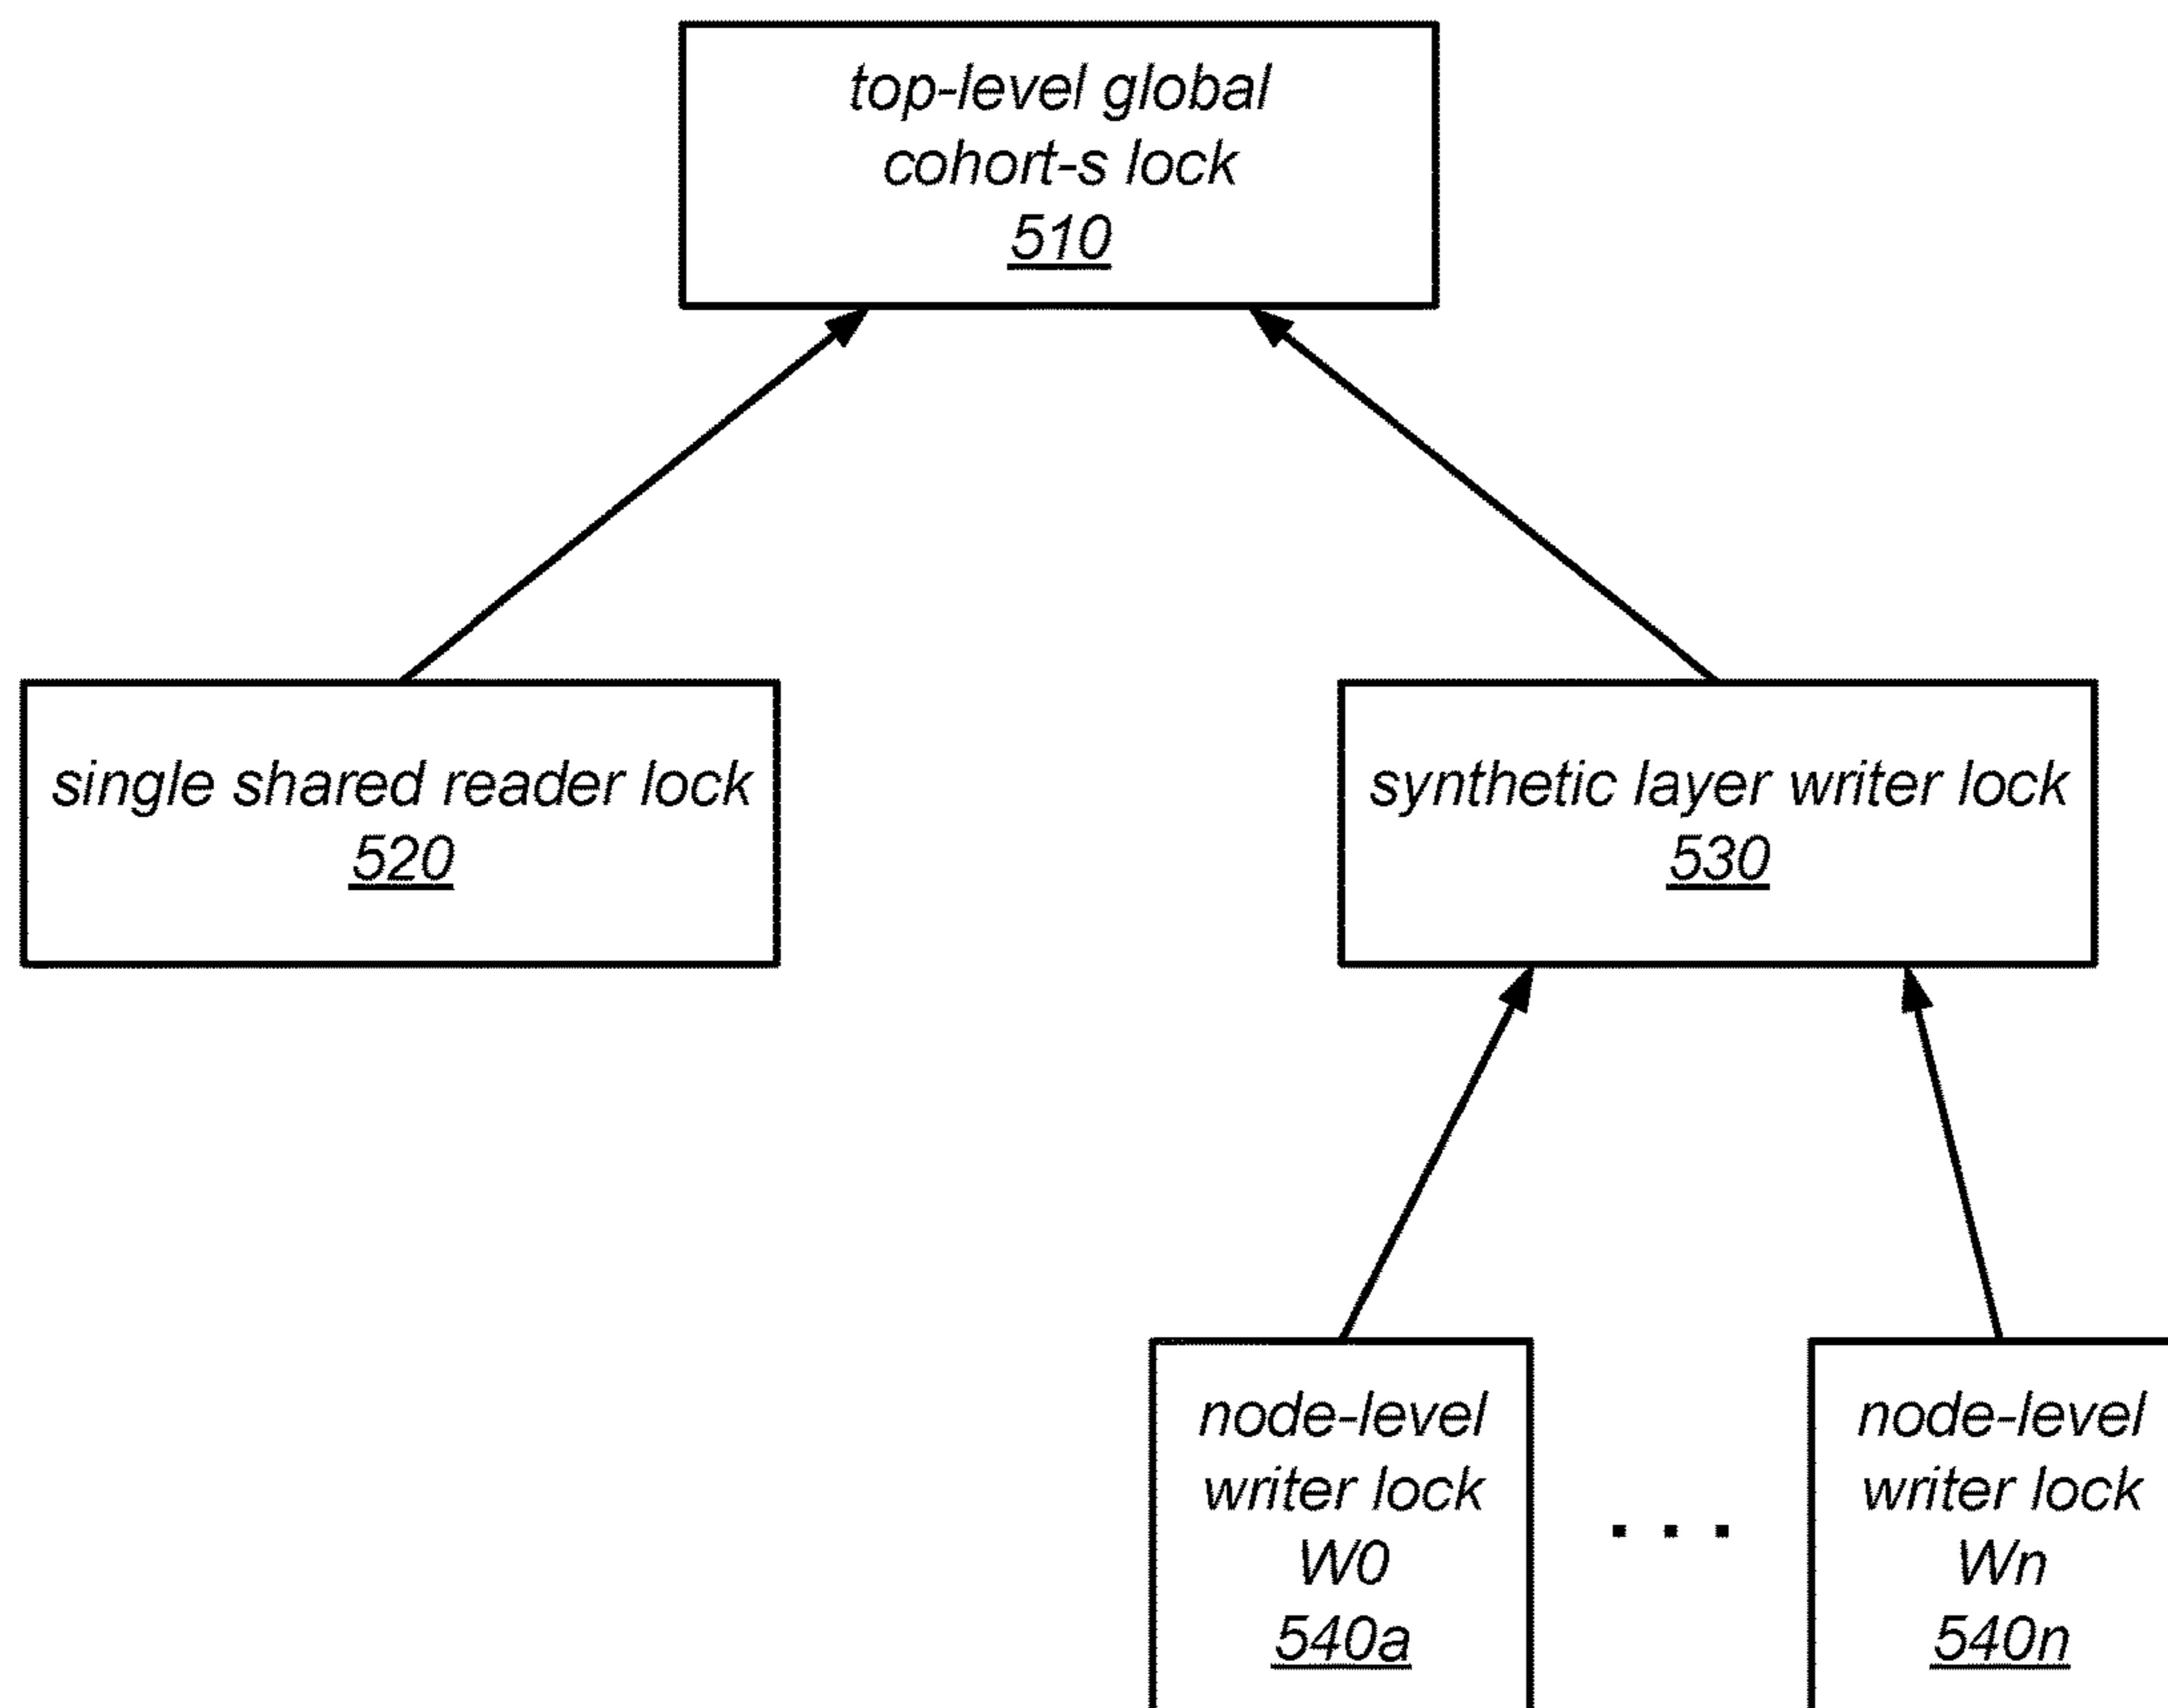 top-level global
cohort-s lock
510
single shared reader lock
520
synthetic layer writer lock
530
node-level
writer lock
W0
540a
. . .
node-level
writer lock
Wn
540n